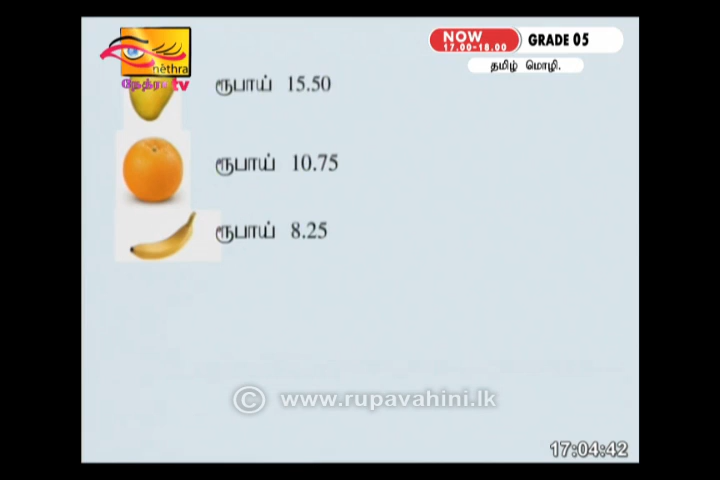 nethra
நேத்ரா tv
NOW
17.00-18.00
GRADE 05
தமிழ் மொழி.
ரூபாய் 15.50
ரூபாய் 10.75
ரூபாய் 8.25
© www.rupavahini.lk
17:04:42